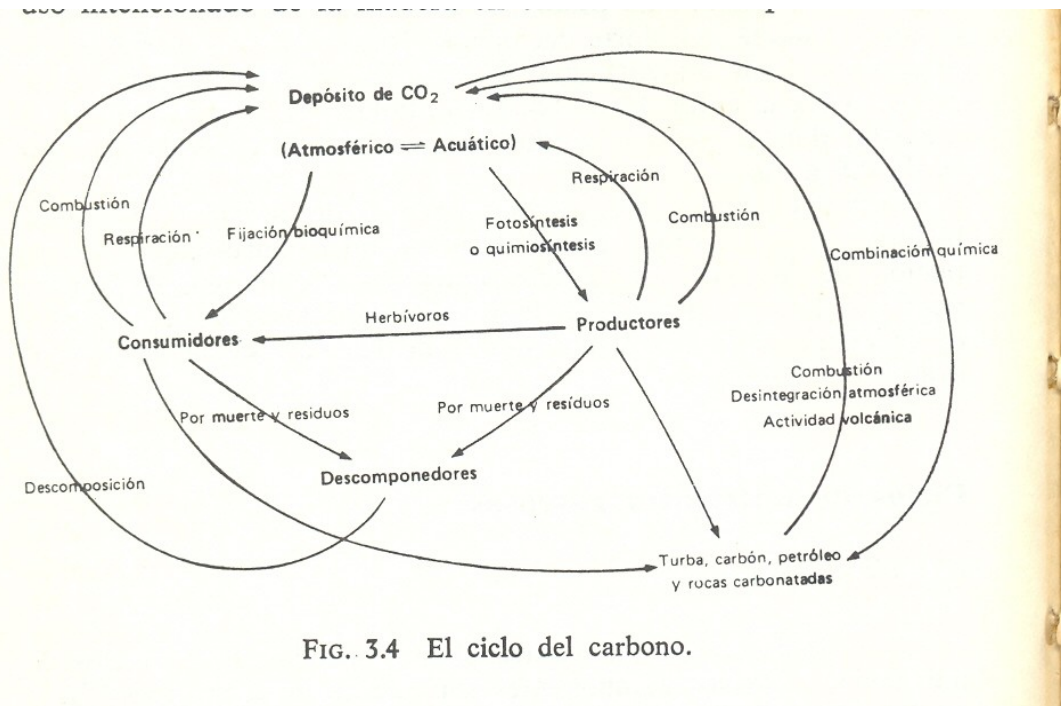 Depósito de CO₂
(Atmosférico ⇌ Acuático)
Respiración
Combustión
Respiración
Fijación bioquímica
Fotosíntesis
o quimiosíntesis
Combustión
Combinación química
Herbívoros
Productores
Consumidores
Combustión
Desintegración atmosférica
Actividad volcánica
Por muerte y residuos
Por muerte y resíduos
Descomponedores
Descomposición
Turba, carbón, petróleo
y rocas carbonatadas
FIG. 3.4 El ciclo del carbono.